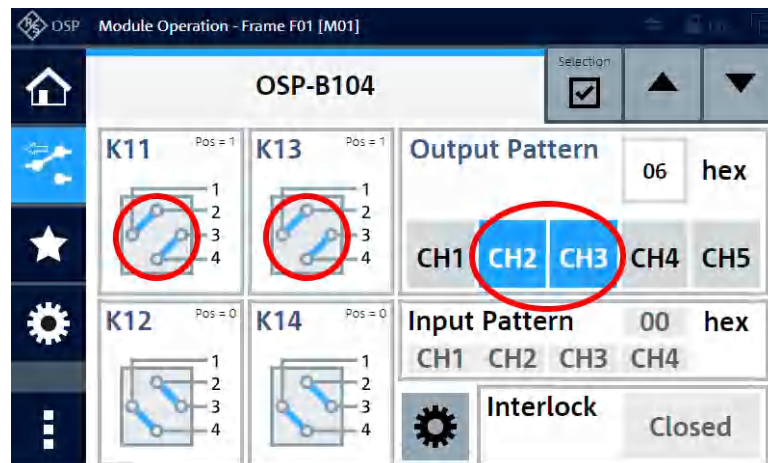 OSP Module Operation - Frame F01 [M01]
OSP-B104
Selection
K11 Pos = 1
1
2
3
4
K13 Pos = 1
1
2
3
4
Output Pattern 06 hex
CH1 CH2 CH3 CH4 CH5
K12 Pos = 0
1
2
3
4
K14 Pos = 0
1
2
3
4
Input Pattern 00 hex
CH1 CH2 CH3 CH4
Interlock Closed